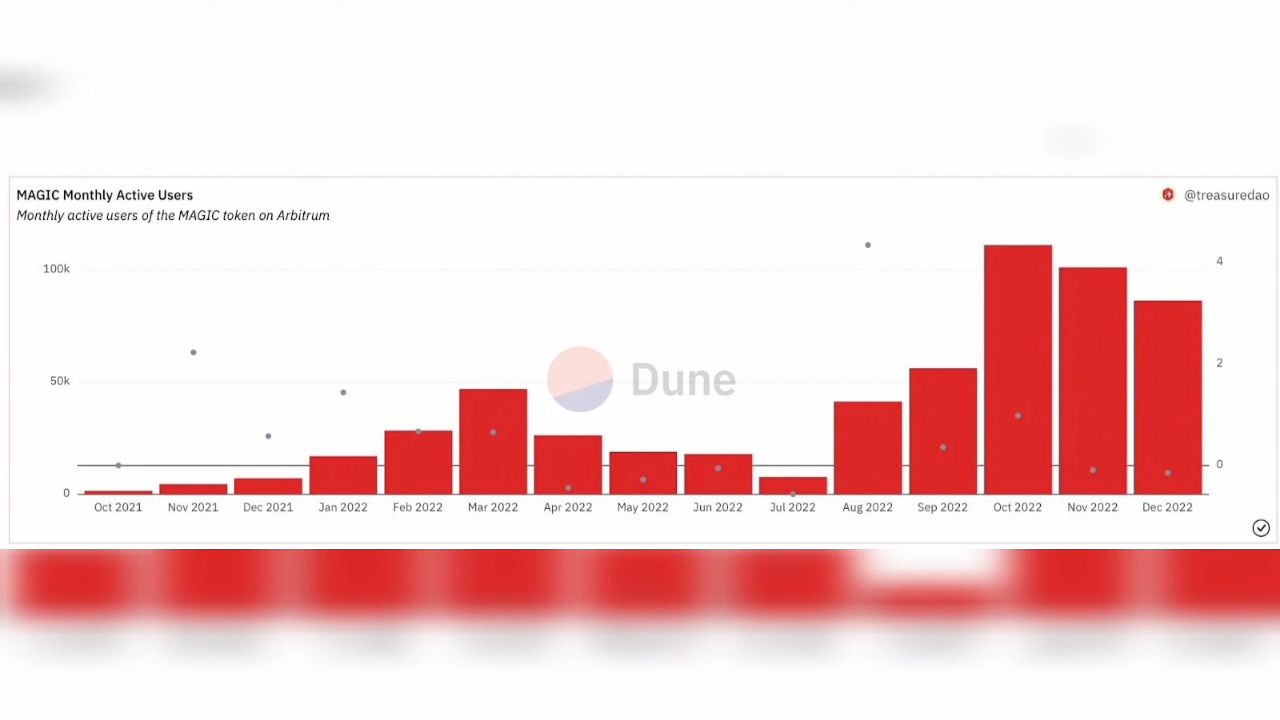 MAGIC Monthly Active Users
@treasuredao
Monthly active users of the MAGIC token on Arbitrum
100k
50k
0
4
2
0
Dune
Oct 2021 Nov 2021 Dec 2021 Jan 2022 Feb 2022 Mar 2022 Apr 2022 May 2022 Jun 2022 Jul 2022 Aug 2022 Sep 2022 Oct 2022 Nov 2022 Dec 2022